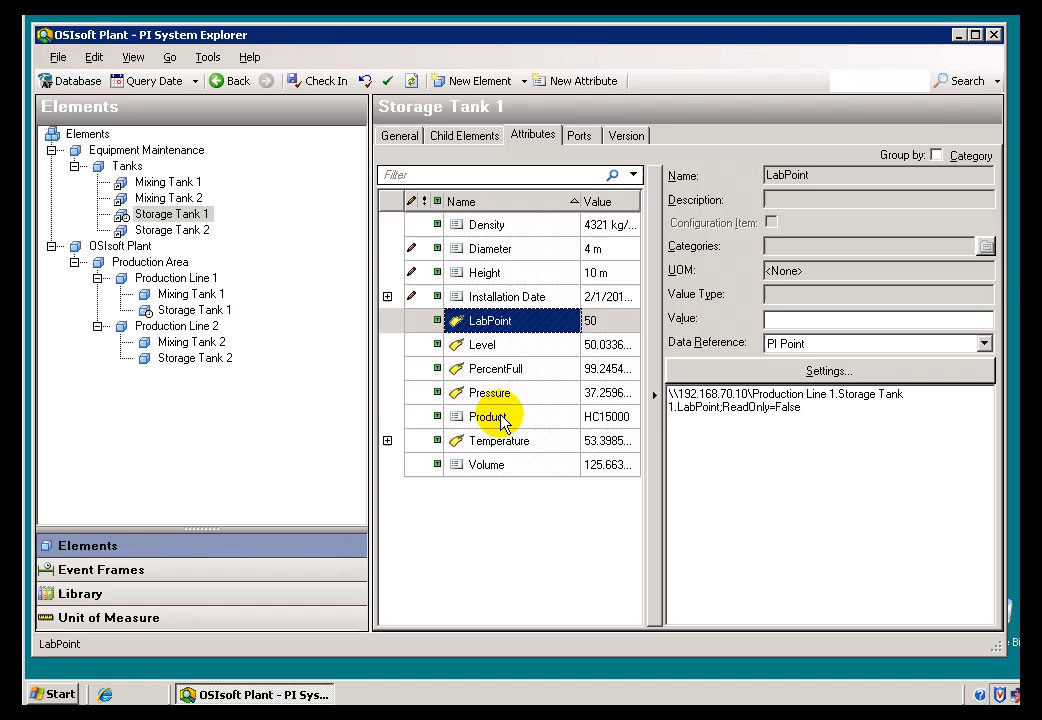 OSIsoft Plant - PI System Explorer
File Edit View Go Tools Help
Database Query Date Back Check In New Element New Attribute Search
Elements
Storage Tank 1
Elements
Equipment Maintenance
Tanks
Mixing Tank 1
Mixing Tank 2
Storage Tank 1
Storage Tank 2
OSIsoft Plant
Production Area
Production Line 1
Mixing Tank 1
Storage Tank 1
Production Line 2
Mixing Tank 2
Storage Tank 2
Elements
Event Frames
Library
Unit of Measure
General Child Elements Attributes Ports Version
Group by: Category
Filter
Name Value
Density 4321 kg/...
Diameter 4 m
Height 10 m
Installation Date 2/1/201...
LabPoint 50
Level 50.0336...
PercentFull 99.2454...
Pressure 37.2596...
Product HC15000
Temperature 53.3985...
Volume 125.663...
Name: LabPoint
Description:
Configuration Item:
Categories:
UOM: <None>
Value Type:
Value:
Data Reference: PI Point
Settings...
\\192.168.70.10\Production Line 1.Storage Tank
1.LabPoint;ReadOnly=False
LabPoint
Start OSIsoft Plant - PI Sys...